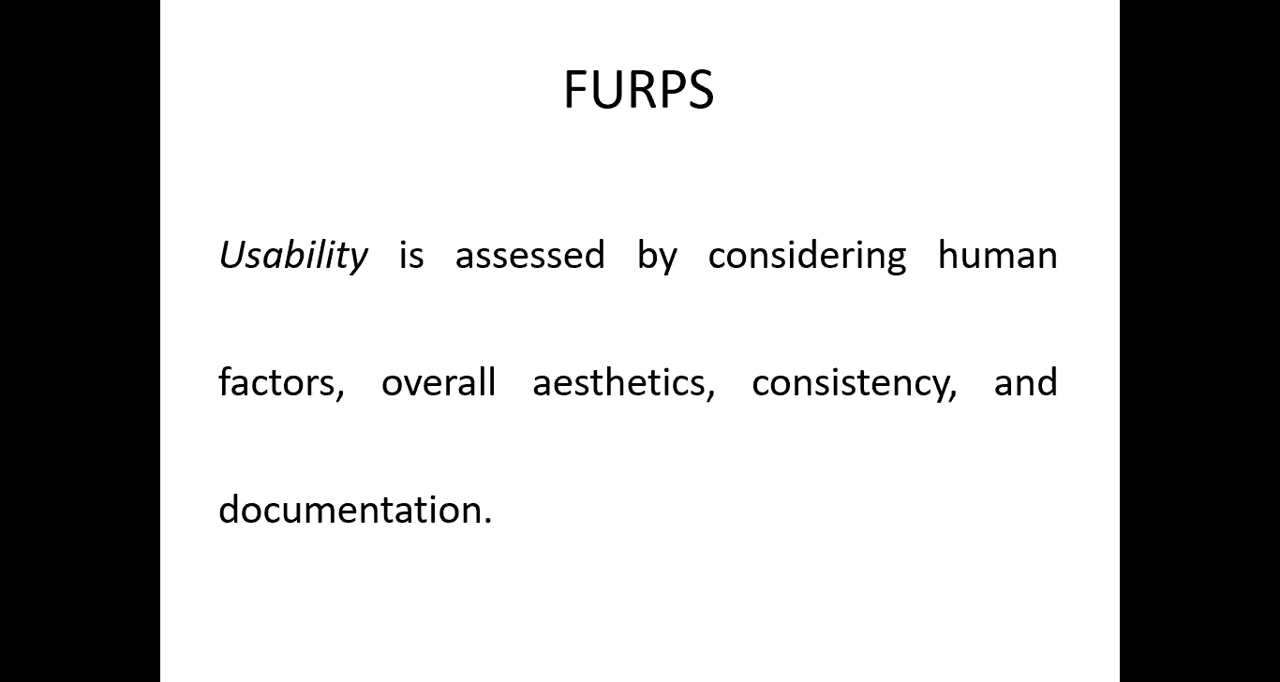 FURPS
Usability is assessed by considering human
factors, overall aesthetics, consistency, and
documentation.